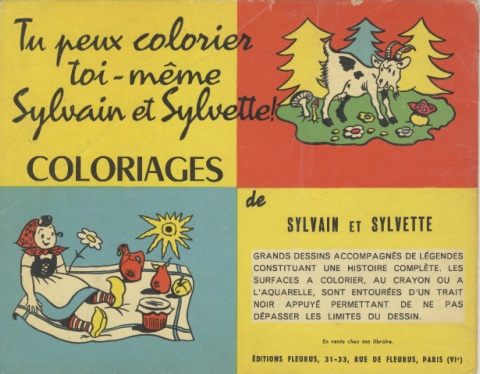 Tu peux colorier
toi-même
Sylvain et Sylvette!
COLORIAGES
de
SYLVAIN ET SYLVETTE
GRANDS DESSINS ACCOMPAGNÉS DE LÉGENDES
CONSTITUANT UNE HISTOIRE COMPLÈTE. LES
SURFACES A COLORIER, AU CRAYON OU A
L'AQUARELLE, SONT ENTOURÉES D'UN TRAIT
NOIR APPUYÉ PERMETTANT DE NE PAS
DÉPASSER LES LIMITES DU DESSIN.
En vente chez ton libraire.
ÉDITIONS FLEURUS, 31-33, RUE DE FLEURUS, PARIS (VIe)